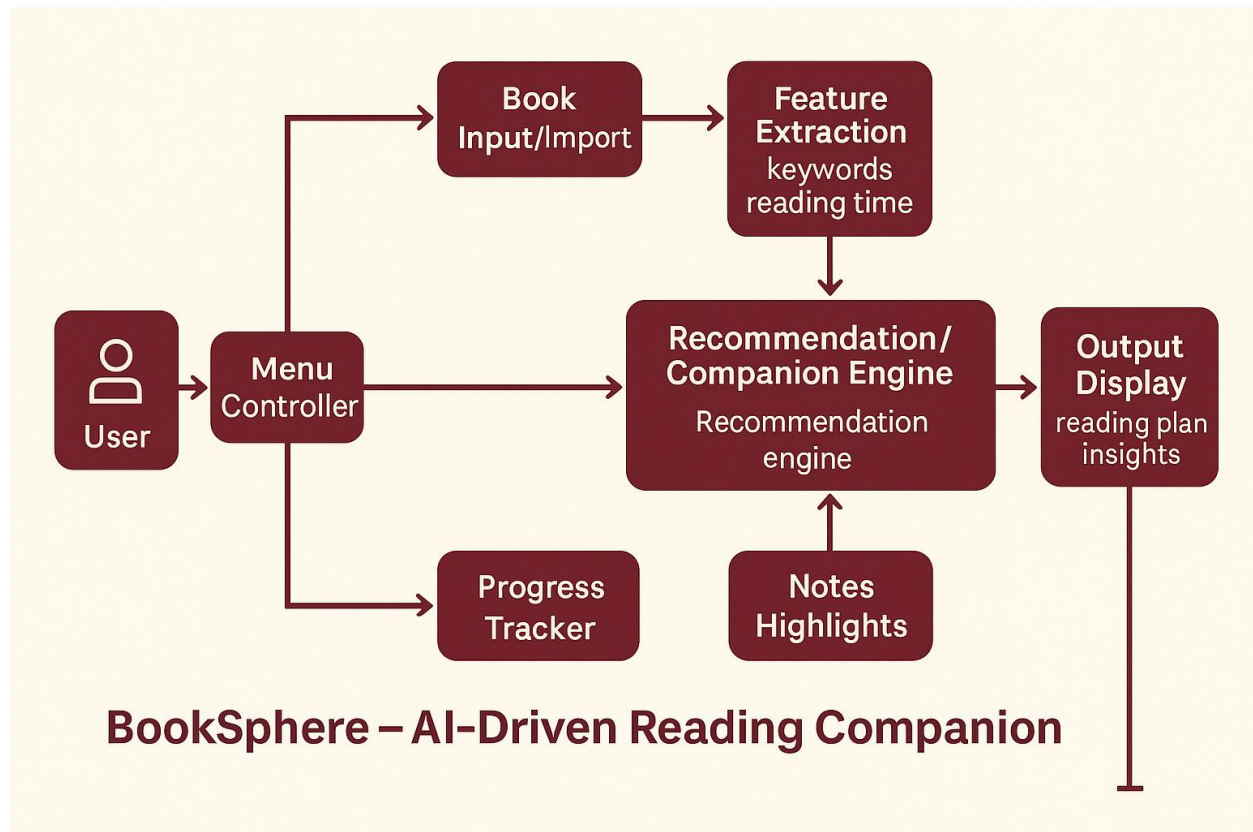 Book
Input/Import
Feature
Extraction
keywords
reading time
User
Menu
Controller
Recommendation/
Companion Engine
Recommendation
engine
Output
Display
reading plan
insights
Progress
Tracker
Notes
Highlights
BookSphere – AI-Driven Reading Companion